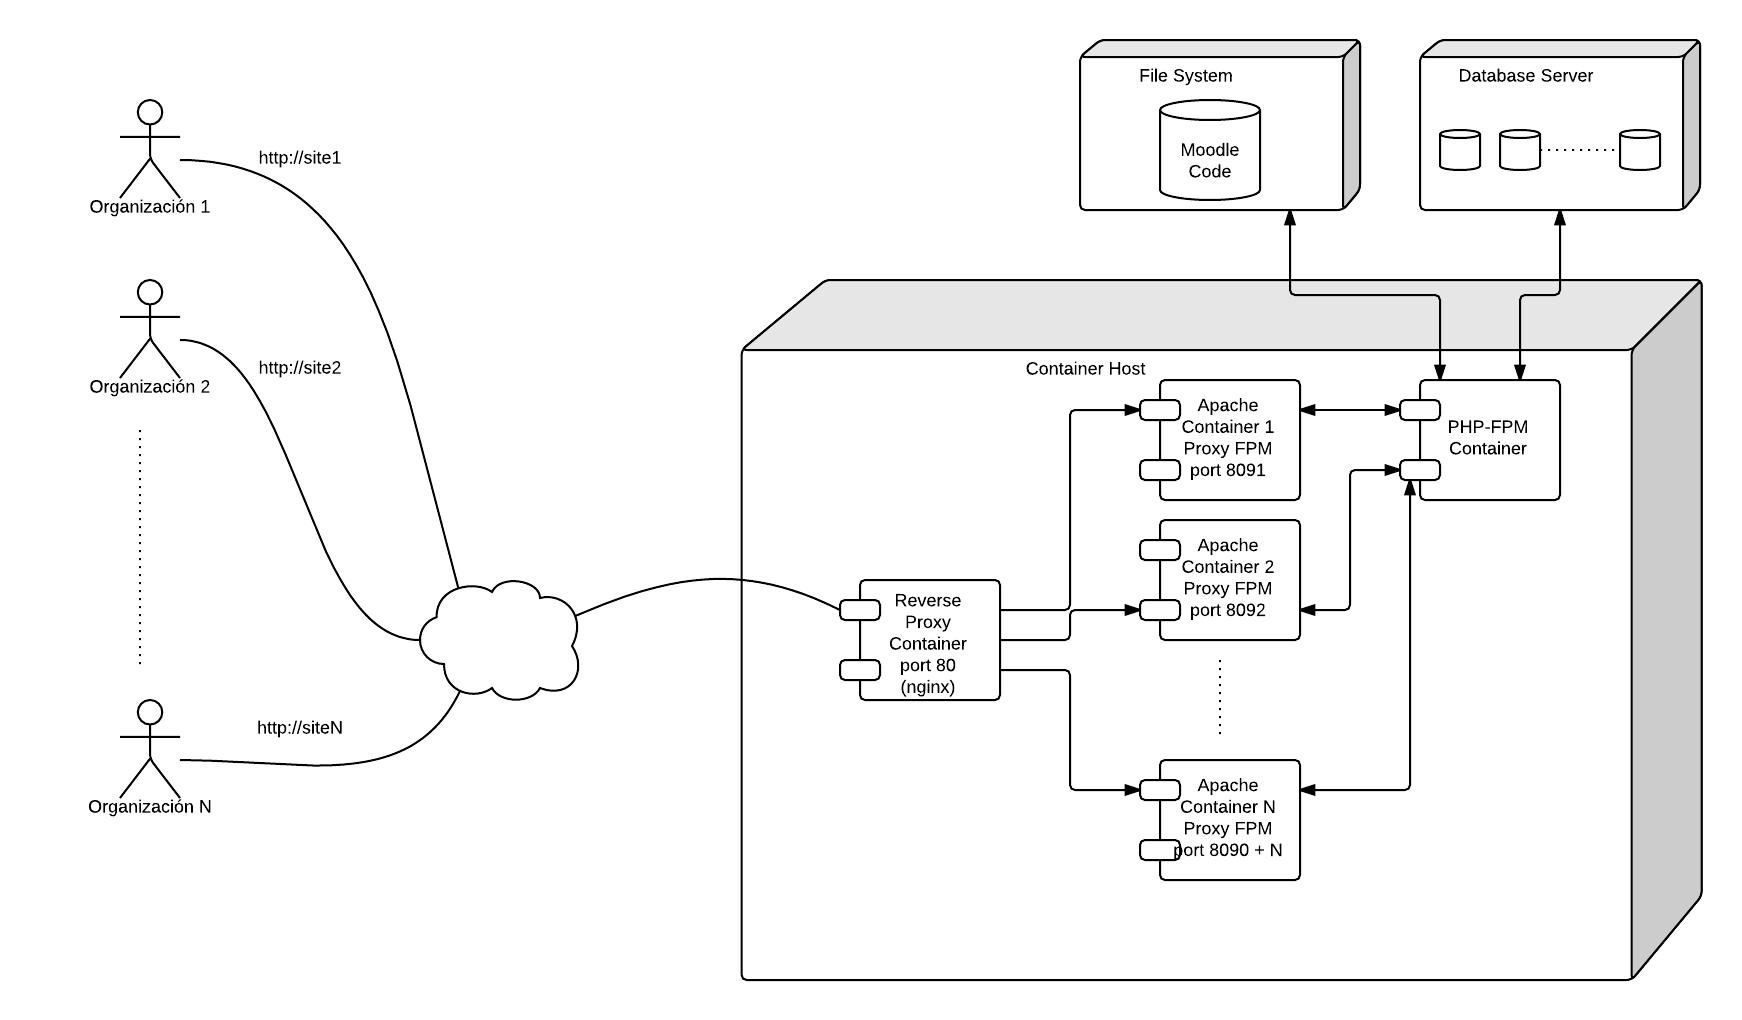 File System
Database Server
Moodle
Code
http://site1
Organización 1
http://site2
Organización 2
http://siteN
Organización N
Container Host
Apache
Container 1
Proxy FPM
port 8091
PHP-FPM
Container
Apache
Container 2
Proxy FPM
port 8092
Reverse
Proxy
Container
port 80
(nginx)
Apache
Container N
Proxy FPM
port 8090 + N